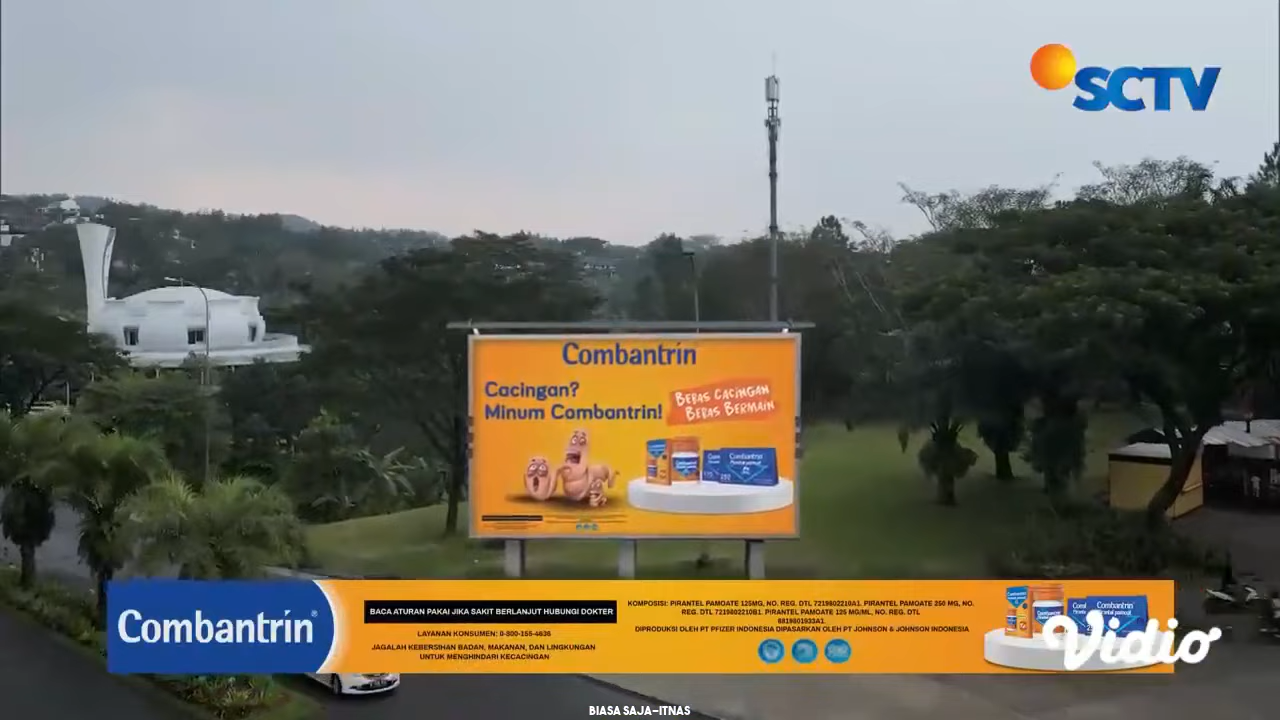 SCTV
Combantrin
Cacingan?
Minum Combantrin!
BEBAS CACINGAN
BEBAS BERMAIN
Combantrin
Combantrin®
BACA ATURAN PAKAI JIKA SAKIT BERLANJUT HUBUNGI DOKTER
LAYANAN KONSUMEN: 0-800-155-4636
JAGALAH KEBERSIHAN BADAN, MAKANAN, DAN LINGKUNGAN
UNTUK MENGHINDARI KECACINGAN
KOMPOSISI: PIRANTEL PAMOATE 125MG, NO. REG. DTL 7219802210A1. PIRANTEL PAMOATE 250 MG, NO.
REG. DTL 7219802210B1. PIRANTEL PAMOATE 125 MG/ML, NO. REG. DTL
8819801933A1.
DIPRODUKSI OLEH PT PFIZER INDONESIA DIPASARKAN OLEH PT JOHNSON & JOHNSON INDONESIA
Combantrin
Vidio
BIASA SAJA-ITNAS